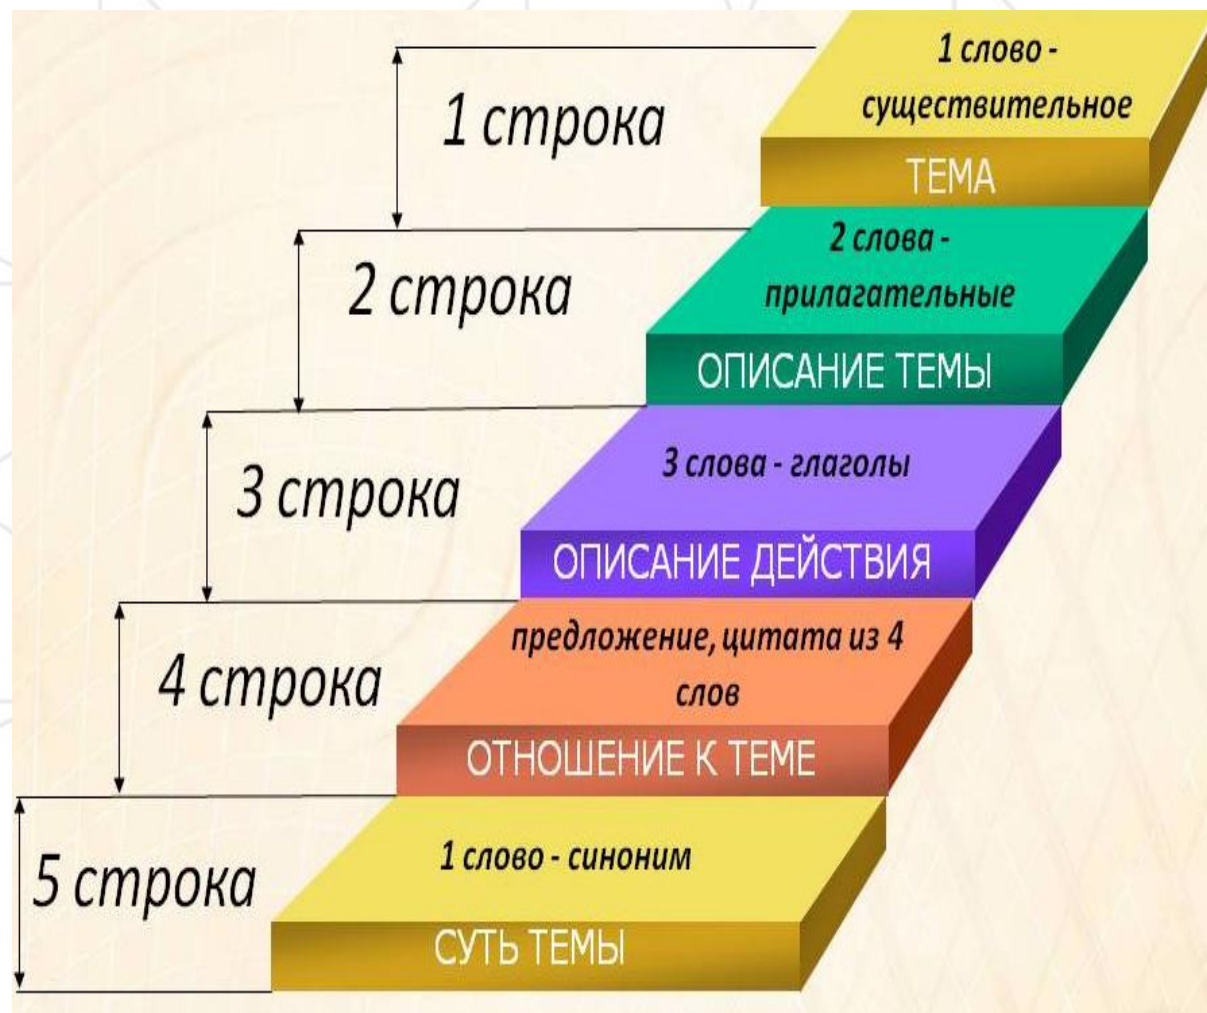 1 строка
1 слово -
существительное
ТЕМА
2 строка
2 слова -
прилагательные
ОПИСАНИЕ ТЕМЫ
3 строка
3 слова - глаголы
ОПИСАНИЕ ДЕЙСТВИЯ
4 строка
предложение, цитата из 4
слов
ОТНОШЕНИЕ К ТЕМЕ
5 строка
1 слово - синоним
СУТЬ ТЕМЫ